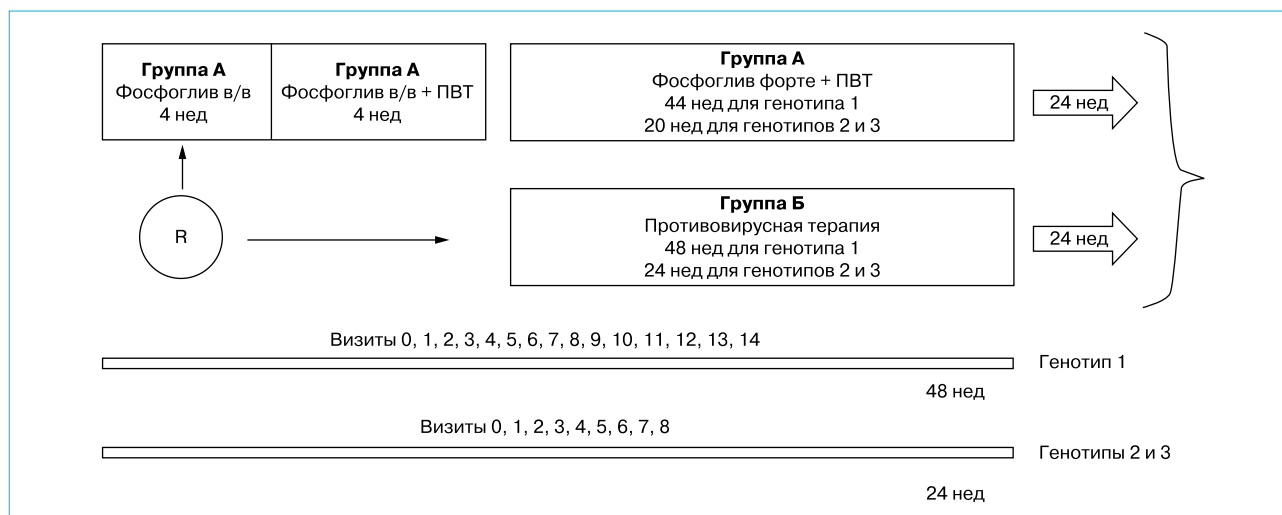 Группа А
Фосфоглив в/в
4 нед
Группа А
Фосфоглив в/в + ПВТ
4 нед
Группа А
Фосфоглив форте + ПВТ
44 нед для генотипа 1
20 нед для генотипов 2 и 3
24 нед
R
Группа Б
Противовирусная терапия
48 нед для генотипа 1
24 нед для генотипов 2 и 3
24 нед
Визиты 0, 1, 2, 3, 4, 5, 6, 7, 8, 9, 10, 11, 12, 13, 14
Генотип 1
48 нед
Визиты 0, 1, 2, 3, 4, 5, 6, 7, 8
Генотипы 2 и 3
24 нед